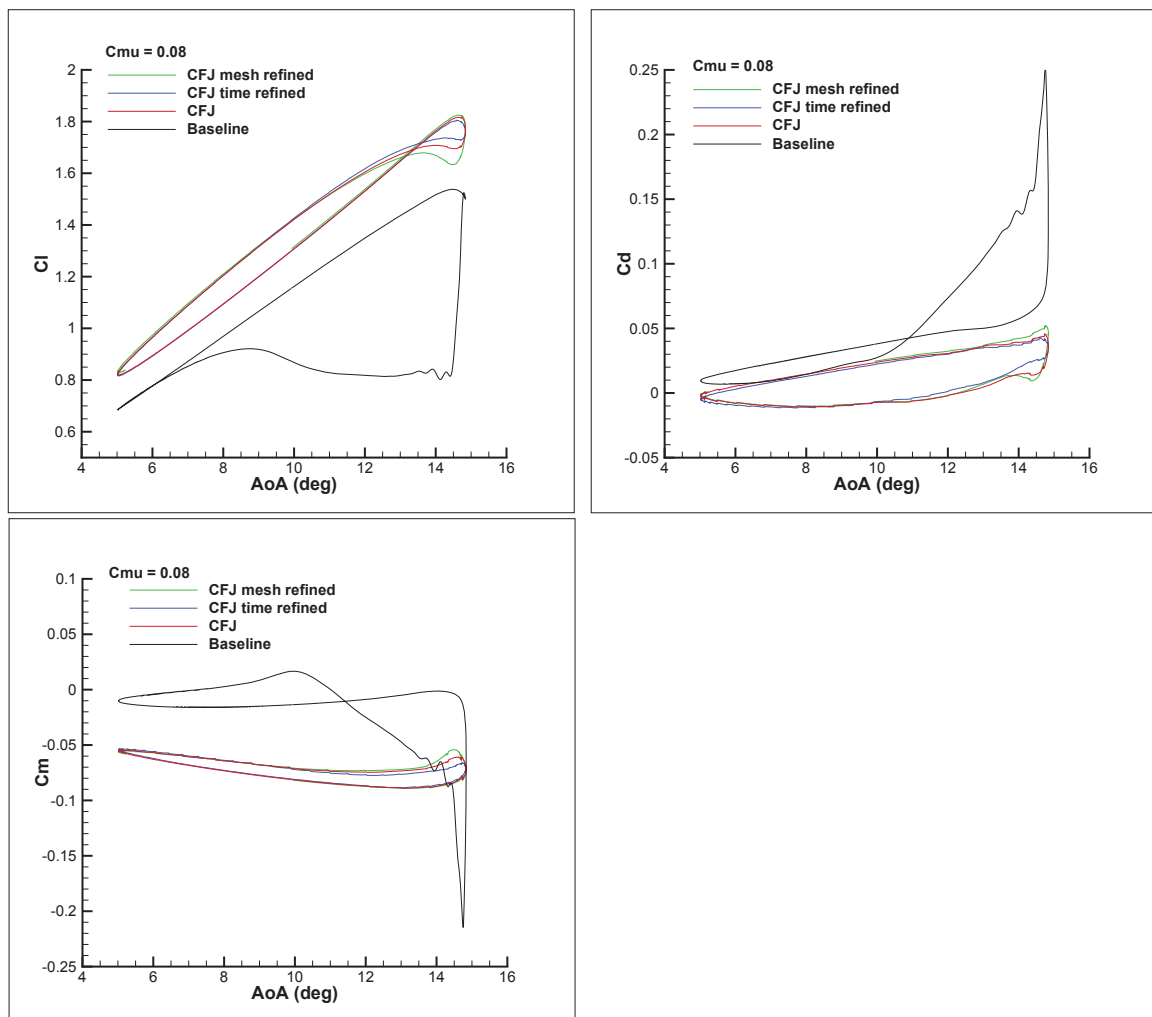 Cmu = 0.08
CFJ mesh refined
CFJ time refined
CFJ
Baseline
2
1.8
1.6
1.4
1.2
1
0.8
0.6
Cl
4 6 8 10 12 14 16
AoA (deg)
Cmu = 0.08
CFJ mesh refined
CFJ time refined
CFJ
Baseline
0.25
0.2
0.15
0.1
0.05
0
-0.05
Cd
4 6 8 10 12 14 16
AoA (deg)
Cmu = 0.08
CFJ mesh refined
CFJ time refined
CFJ
Baseline
0.1
0.05
0
-0.05
-0.1
-0.15
-0.2
-0.25
Cm
4 6 8 10 12 14 16
AoA (deg)